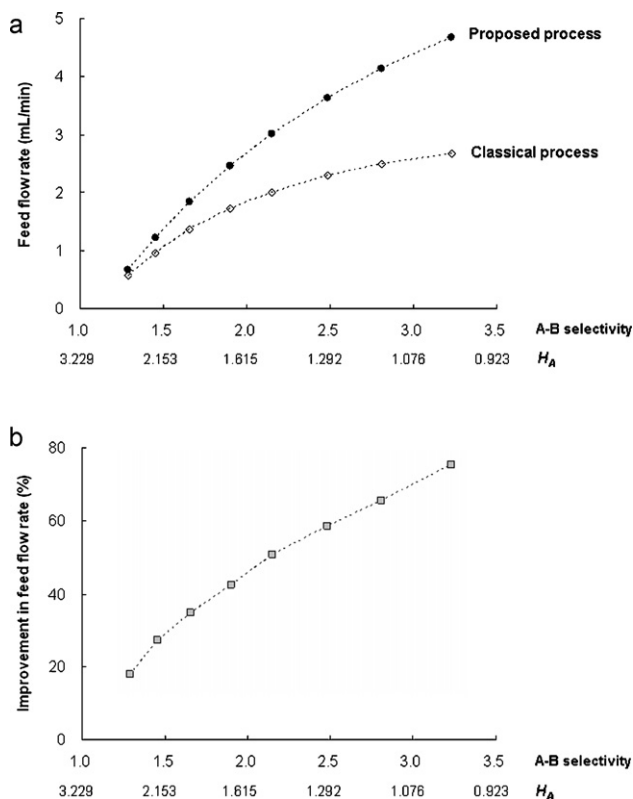 a
Feed flow rate (mL/min)
5
4
3
2
1
0
Proposed process
Classical process
1.0 1.5 2.0 2.5 3.0 3.5 A-B selectivity
3.229 2.153 1.615 1.292 1.076 0.923 H_A
b
Improvement in feed flow rate (%)
80
60
40
20
0
1.0 1.5 2.0 2.5 3.0 3.5 A-B selectivity
3.229 2.153 1.615 1.292 1.076 0.923 H_A